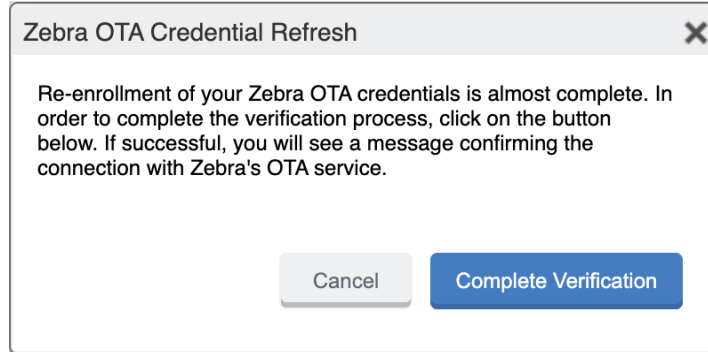 Zebra OTA Credential Refresh
Re-enrollment of your Zebra OTA credentials is almost complete. In
order to complete the verification process, click on the button
below. If successful, you will see a message confirming the
connection with Zebra's OTA service.
Cancel
Complete Verification